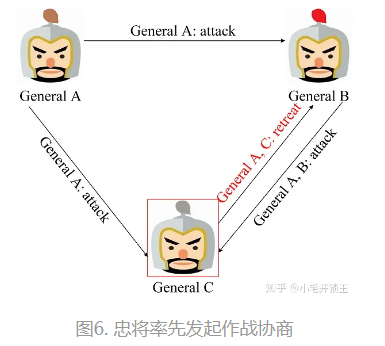 General A: attack
General A
General B
General A: attack
General A, C: retreat
General A, B: attack
General C
知乎 @小毛开锁王
图6. 忠将率先发起作战协商